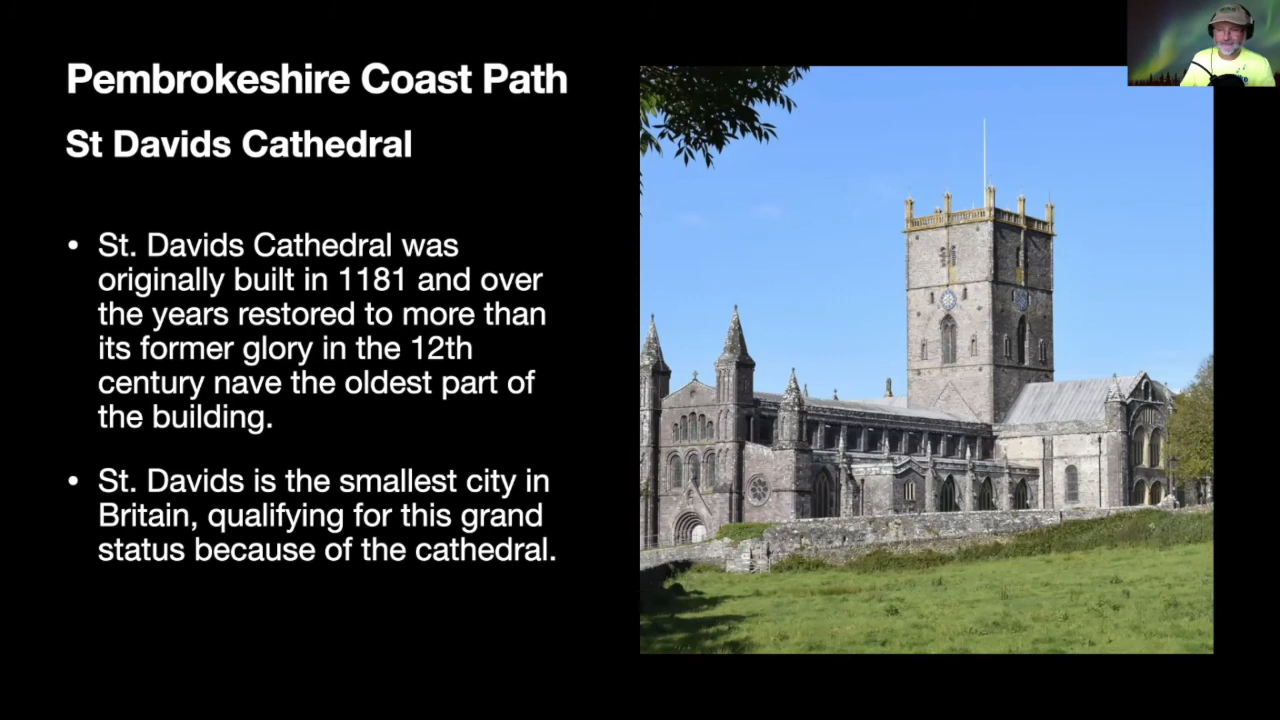 Pembrokeshire Coast Path
St Davids Cathedral
• St. Davids Cathedral was
originally built in 1181 and over
the years restored to more than
its former glory in the 12th
century nave the oldest part of
the building.
• St. Davids is the smallest city in
Britain, qualifying for this grand
status because of the cathedral.